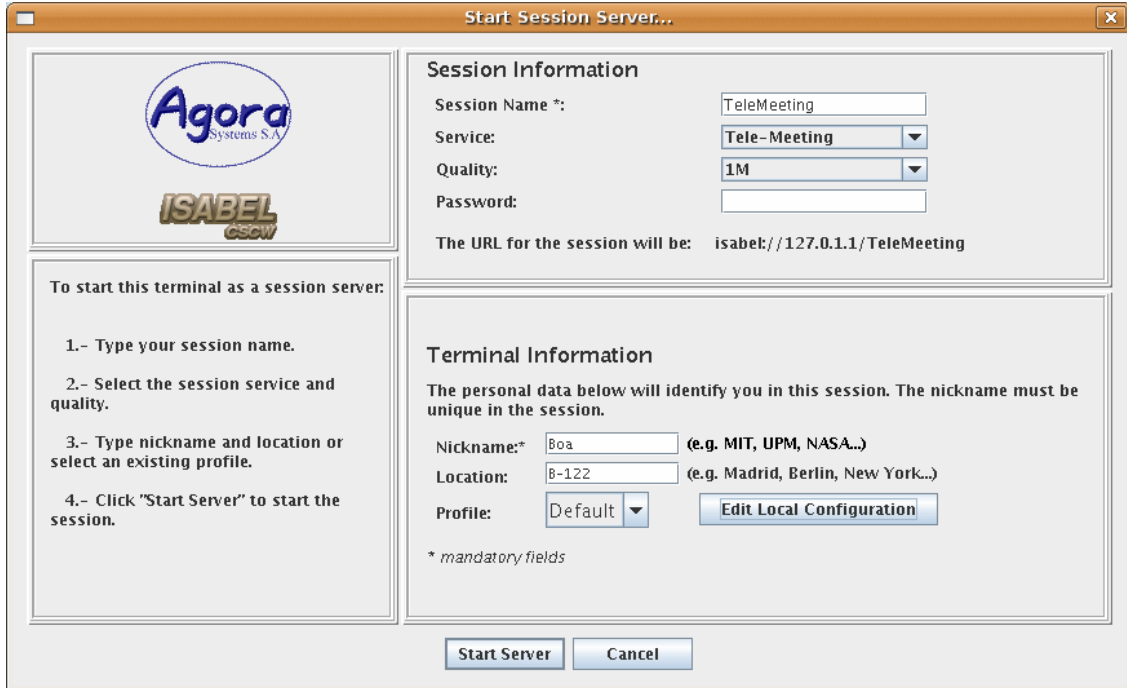 Start Session Server...
Agora
Systems S.A
ISABEL
CSCW
To start this terminal as a session server:
1.- Type your session name.
2.- Select the session service and
quality.
3.- Type nickname and location or
select an existing profile.
4.- Click "Start Server" to start the
session.
Session Information
Session Name *: TeleMeeting
Service: Tele-Meeting
Quality: 1M
Password:
The URL for the session will be: isabel://127.0.1.1/TeleMeeting
Terminal Information
The personal data below will identify you in this session. The nickname must be
unique in the session.
Nickname:* Boa (e.g. MIT, UPM, NASA...)
Location: B-122 (e.g. Madrid, Berlin, New York...)
Profile: Default Edit Local Configuration
* mandatory fields
Start Server Cancel